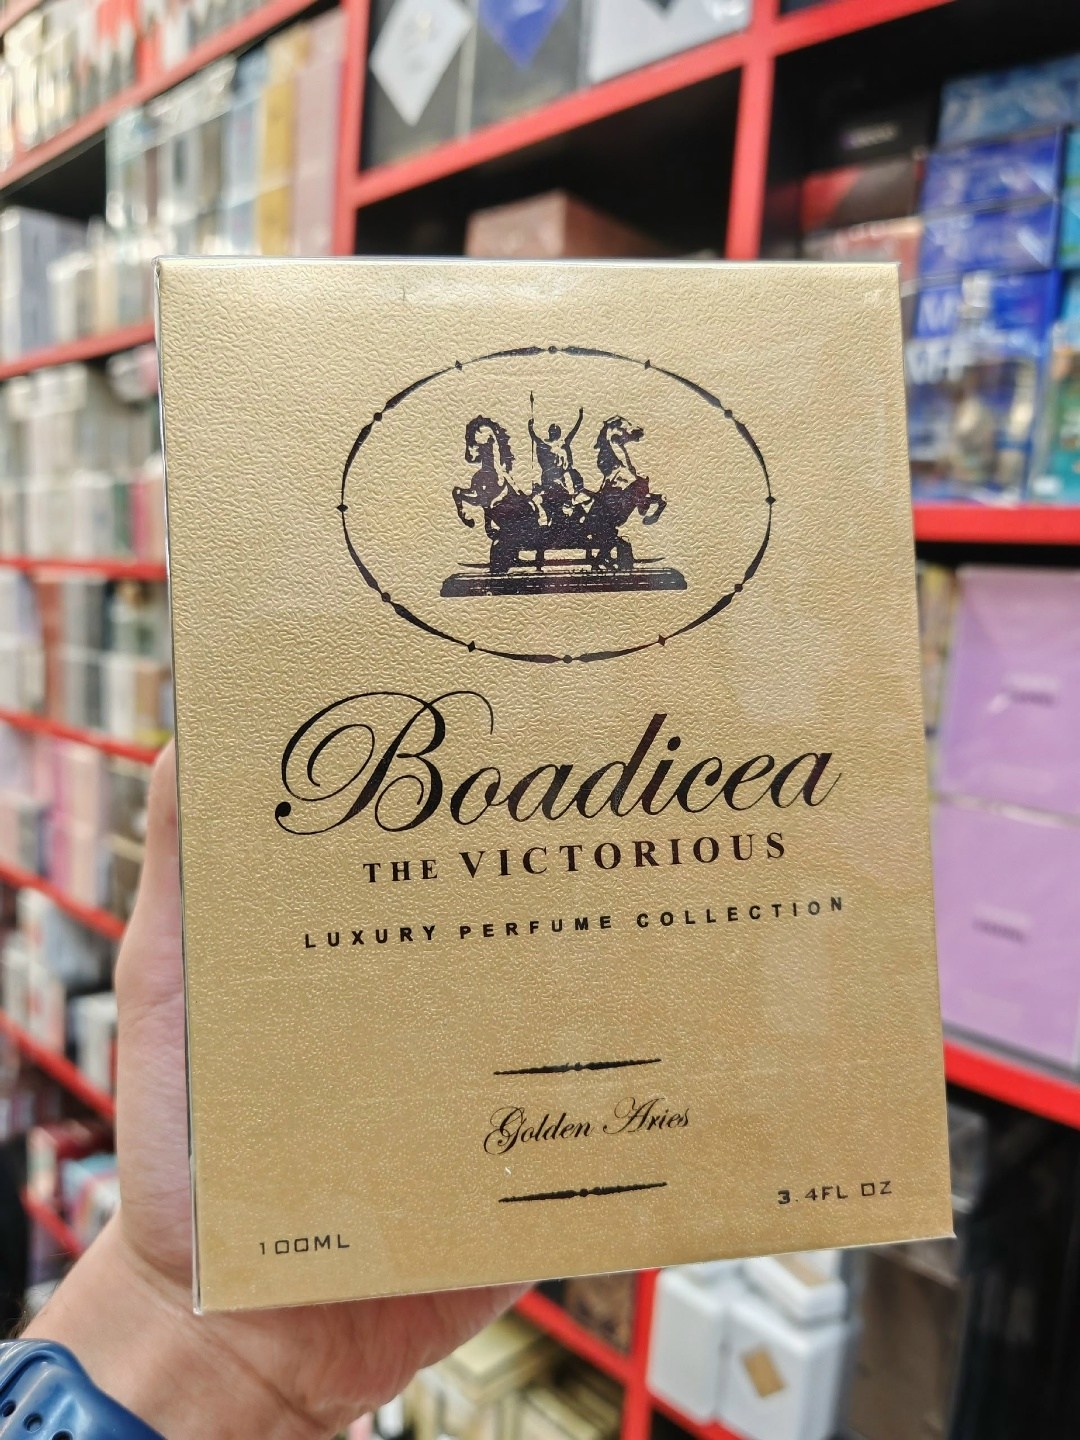 Boadicea
THE VICTORIOUS
LUXURY PERFUME COLLECTION
Golden Aries
100ML
3.4FL OZ